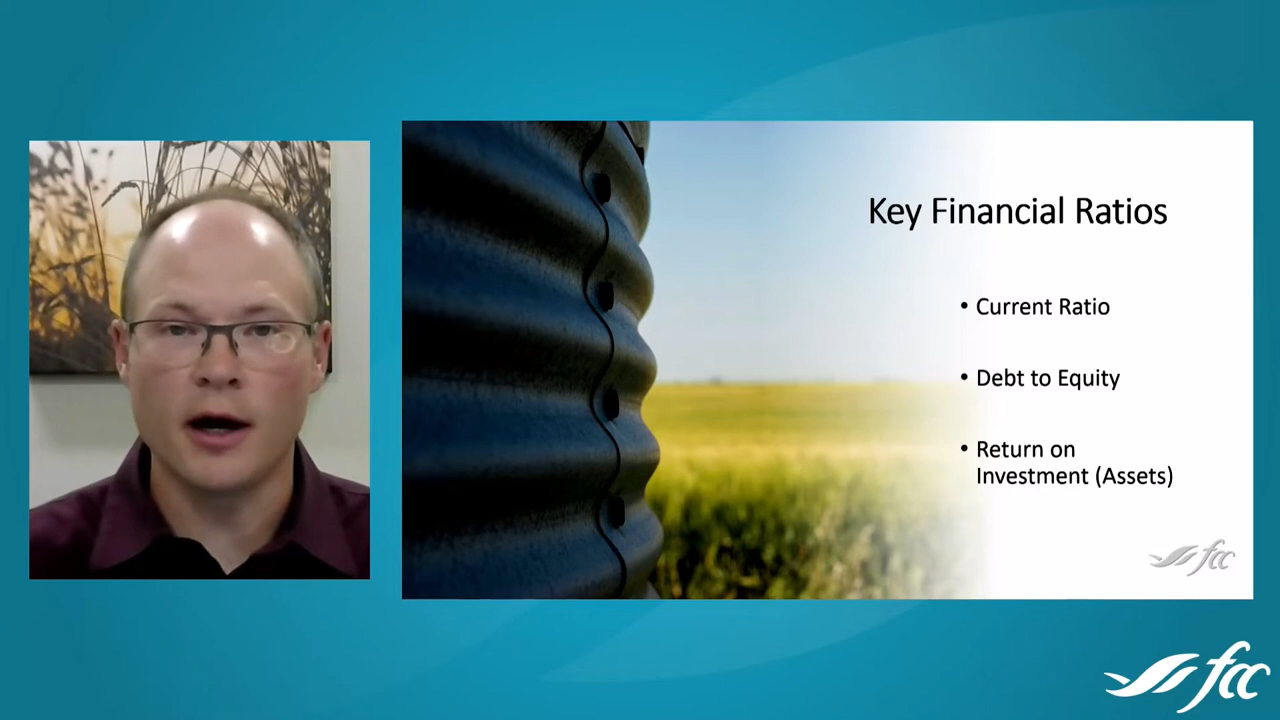 Key Financial Ratios
• Current Ratio
• Debt to Equity
• Return on
Investment (Assets)
fcc
fcc